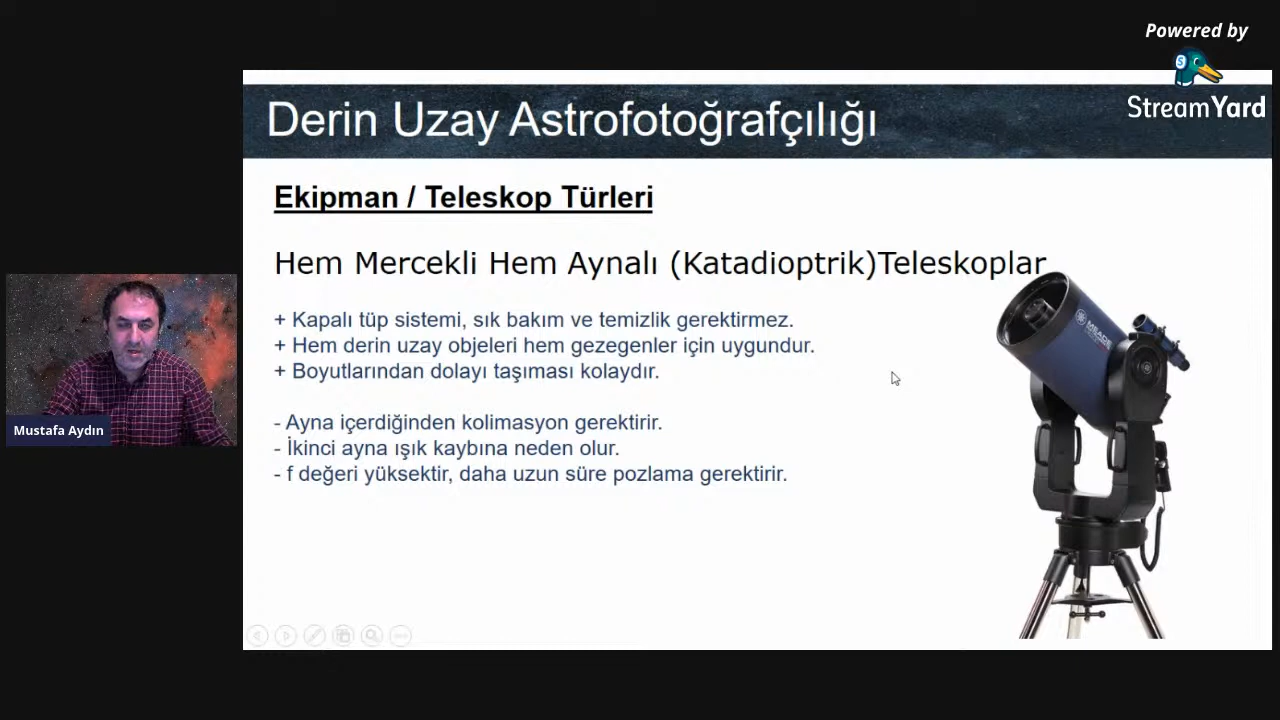 Powered by
StreamYard
Derin Uzay Astrofotoğrafçılığı
Ekipman / Teleskop Türleri
Hem Mercekli Hem Aynalı (Katadioptrik)Teleskoplar
+ Kapalı tüp sistemi, sık bakım ve temizlik gerektirmez.
+ Hem derin uzay objeleri hem gezegenler için uygundur.
+ Boyutlarından dolayı taşıması kolaydır.
- Ayna içerdiğinden kolimasyon gerektirir.
- İkinci ayna ışık kaybına neden olur.
- f değeri yüksektir, daha uzun süre pozlama gerektirir.
MEADE
Mustafa Aydın